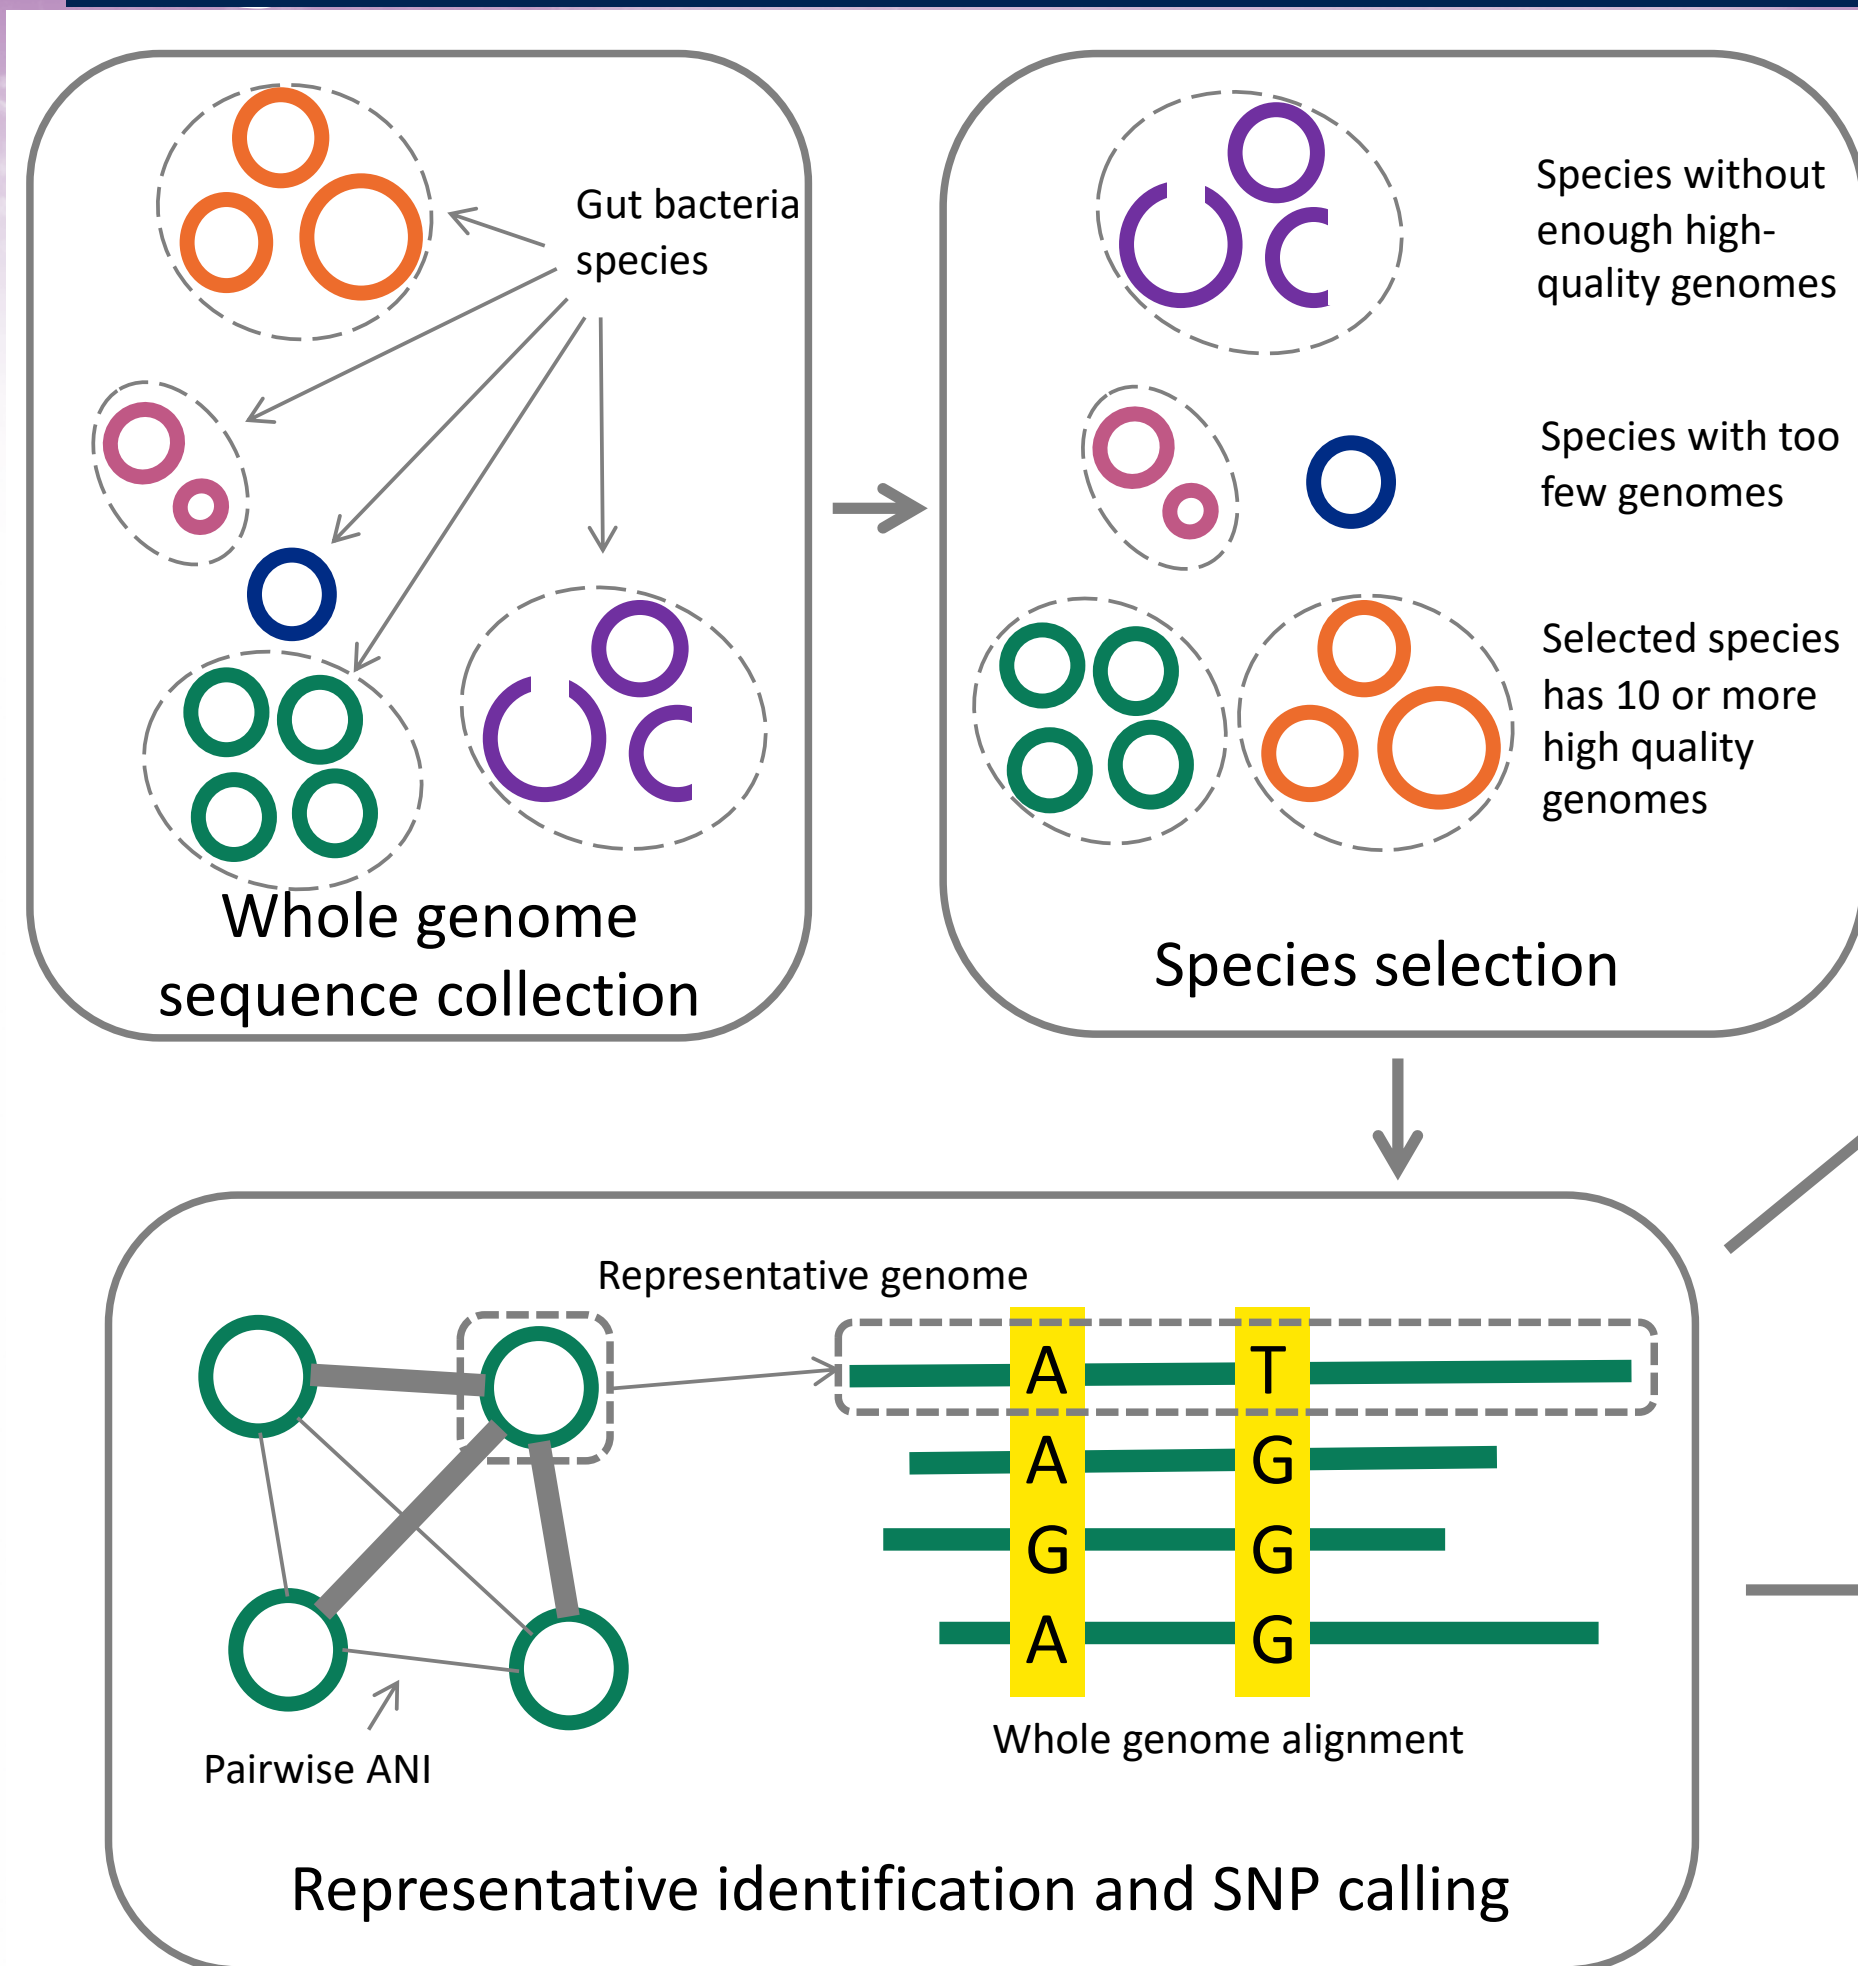 Gut bacteria
species
Whole genome
sequence collection
Species without
enough high-
quality genomes
Species with too
few genomes
Selected species
has 10 or more
high quality
genomes
Species selection
Representative genome
A T
A G
G G
A G
Whole genome alignment
Pairwise ANI
Representative identification and SNP calling